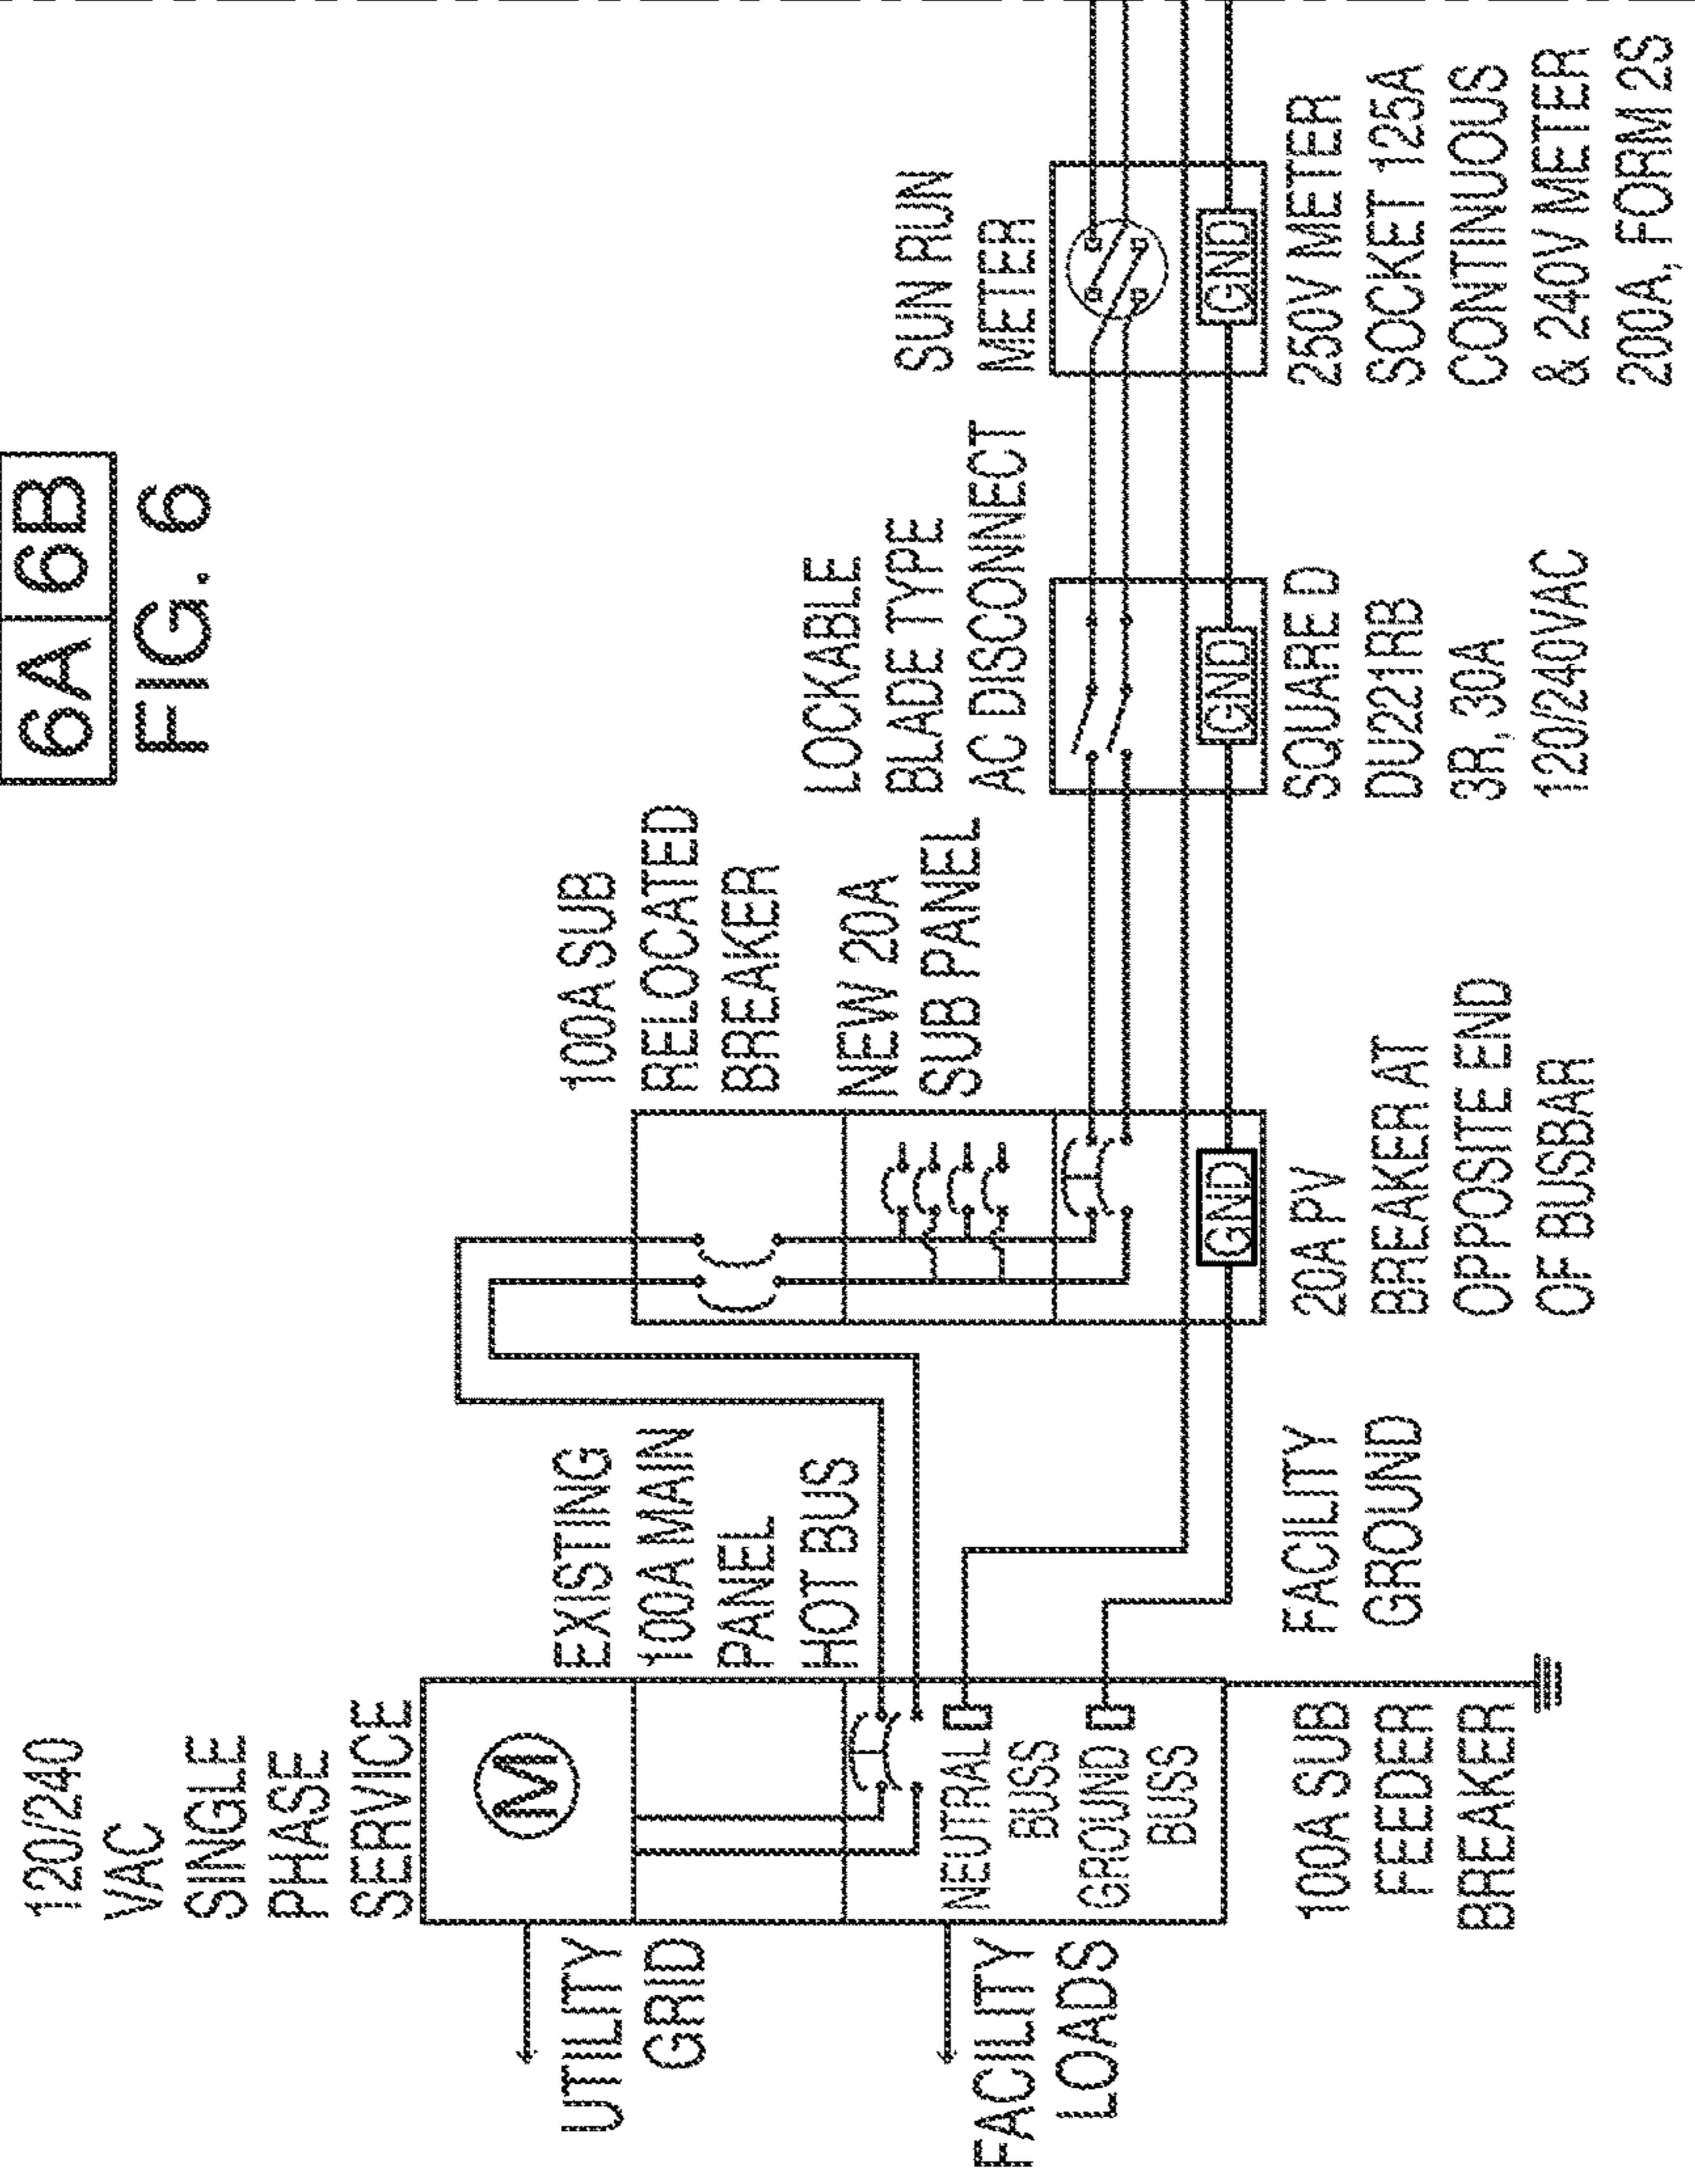 6A 6B
FIG. 6
120/240
VAC
SINGLE
PHASE
SERVICE
M
UTILITY
GRID
FACILITY
LOADS
EXISTING
100A MAIN
PANEL
HOT BUS
NEUTRAL
BUSS
GROUND
BUSS
100A SUB
FEEDER
BREAKER
FACILITY
GROUND
100A SUB
RELOCATED
BREAKER
NEW 20A
SUB PANEL
GND
20A PV
BREAKER AT
OPPOSITE END
OF BUSBAR
LOCKABLE
BLADE TYPE
AC DISCONNECT
GND
SQUARE D
DU221RB
3R, 30A
120/240VAC
SUN RUN
METER
GND
250V METER
SOCKET 125A
CONTINUOUS
& 240V METER
200A, FORM 2S